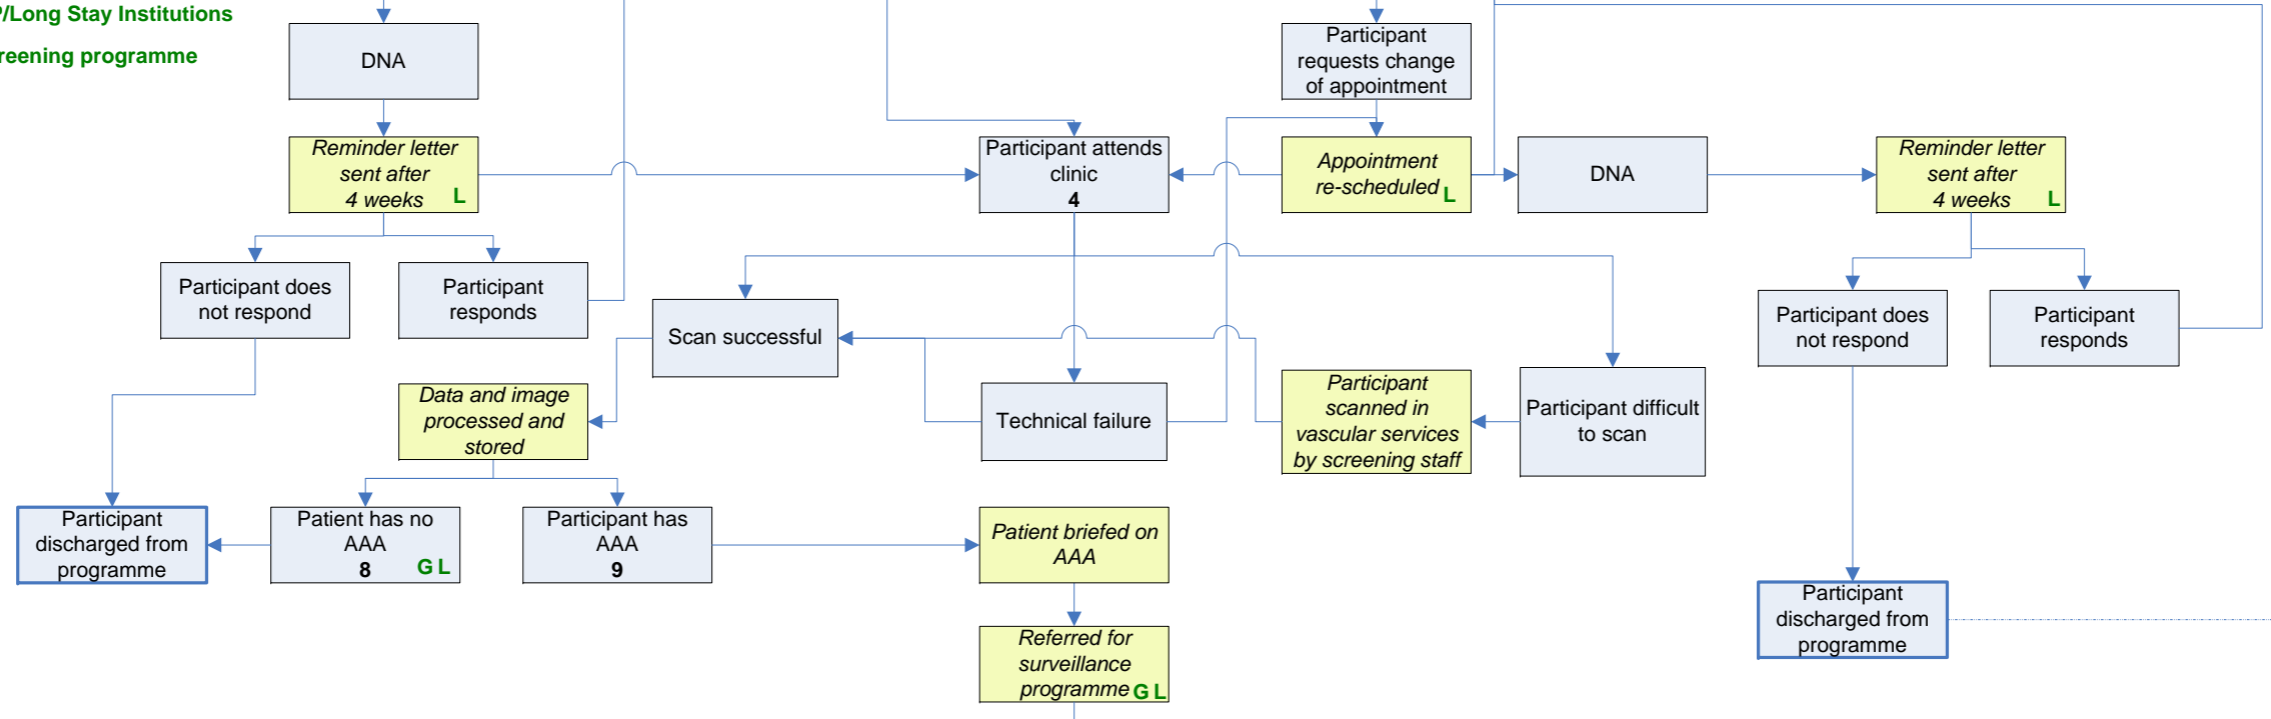 P/Long Stay Institutions
reening programme
DNA
Participant
requests change
of appointment
Reminder letter
sent after
4 weeks
L
Participant attends
clinic
4
Appointment
re-scheduled
L
DNA
Reminder letter
sent after
4 weeks
L
Participant does
not respond
Participant
responds
Scan successful
Participant does
not respond
Participant
responds
Data and image
processed and
stored
Technical failure
Participant
scanned in
vascular services
by screening staff
Participant difficult
to scan
Participant
discharged from
programme
Patient has no
AAA
8
G L
Participant has
AAA
9
Patient briefed on
AAA
Participant
discharged from
programme
Referred for
surveillance
programme
G L